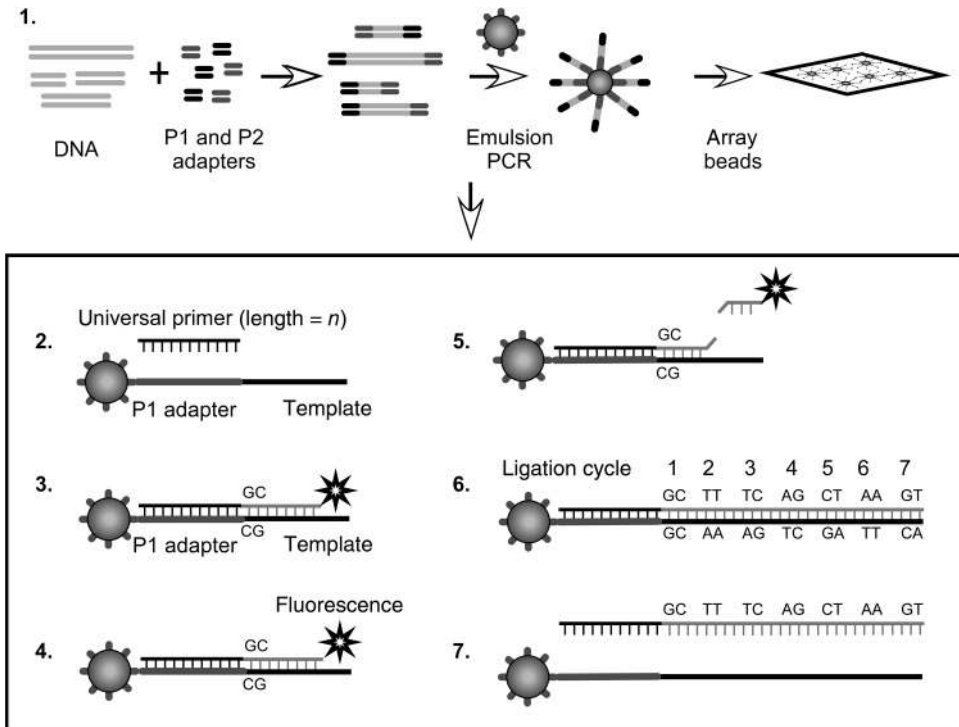 1.
DNA
P1 and P2
adapters
Emulsion
PCR
Array
beads
2.
Universal primer (length = n)
P1 adapter Template
3.
GC
CG
P1 adapter Template
4.
Fluorescence
GC
CG
5.
GC
CG
6.
Ligation cycle 1 2 3 4 5 6 7
GC TT TC AG CT AA GT
GC AA AG TC GA TT CA
7.
GC TT TC AG CT AA GT